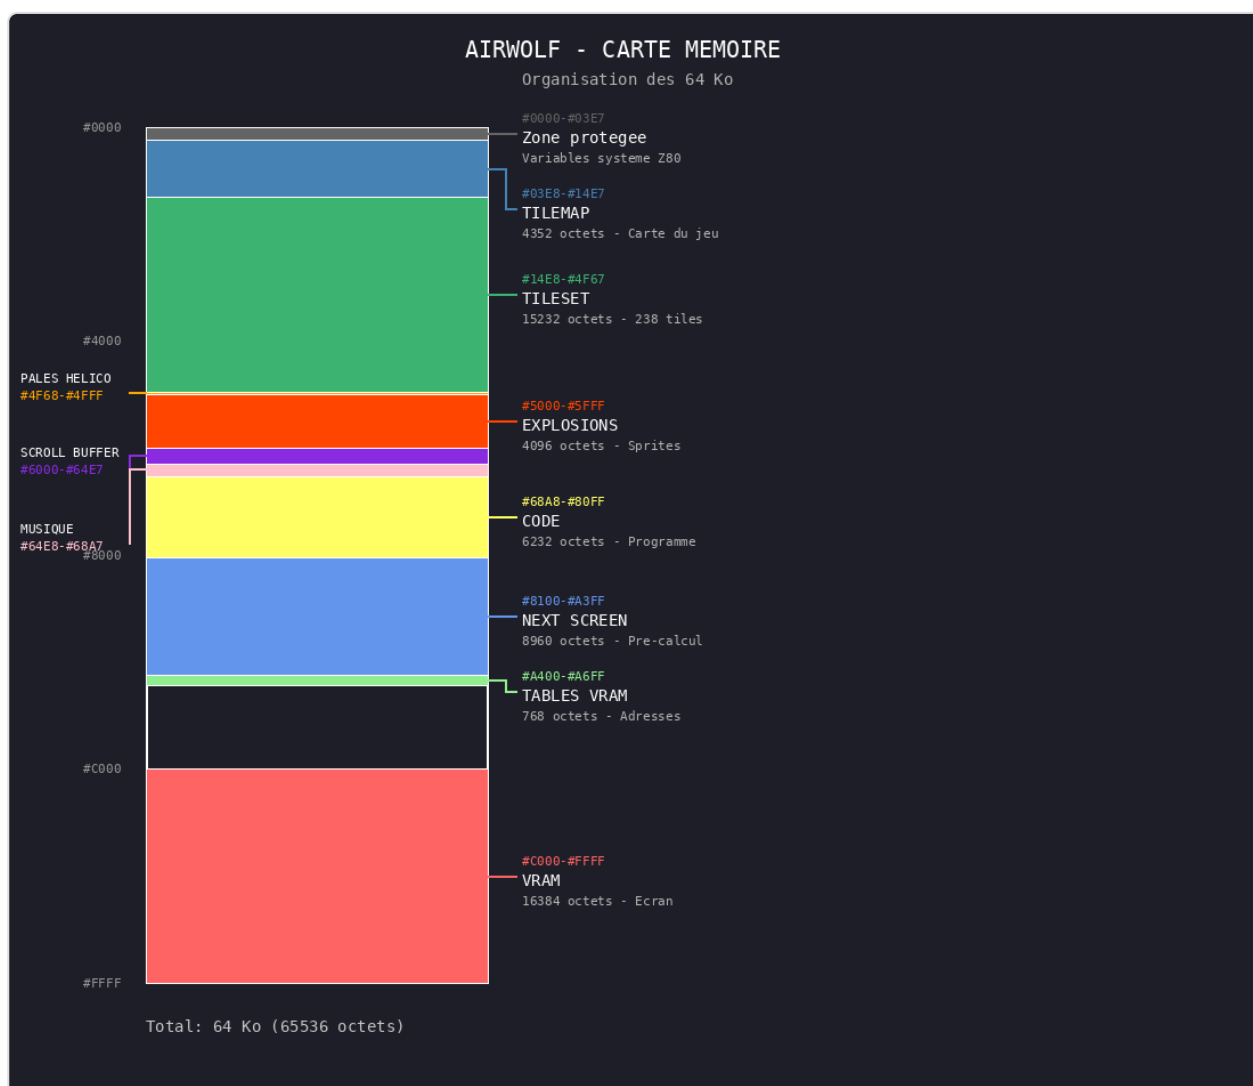 AIRWOLF - CARTE MEMOIRE
Organisation des 64 Ko
#0000
#0000-#03E7
Zone protegee
Variables systeme Z80
#03E8-#14E7
TILEMAP
4352 octets - Carte du jeu
#14E8-#4F67
TILESET
15232 octets - 238 tiles
#4000
PALES HELICO
#4F68-#4FFF
#5000-#5FFF
EXPLOSIONS
4096 octets - Sprites
SCROLL BUFFER
#6000-#64E7
#68A8-#80FF
CODE
6232 octets - Programme
MUSIQUE
#64E8-#68A7
#8000
#8100-#A3FF
NEXT SCREEN
8960 octets - Pre-calcul
#A400-#A6FF
TABLES VRAM
768 octets - Adresses
#C000
#C000-#FFFF
VRAM
16384 octets - Ecran
#FFFF
Total: 64 Ko (65536 octets)